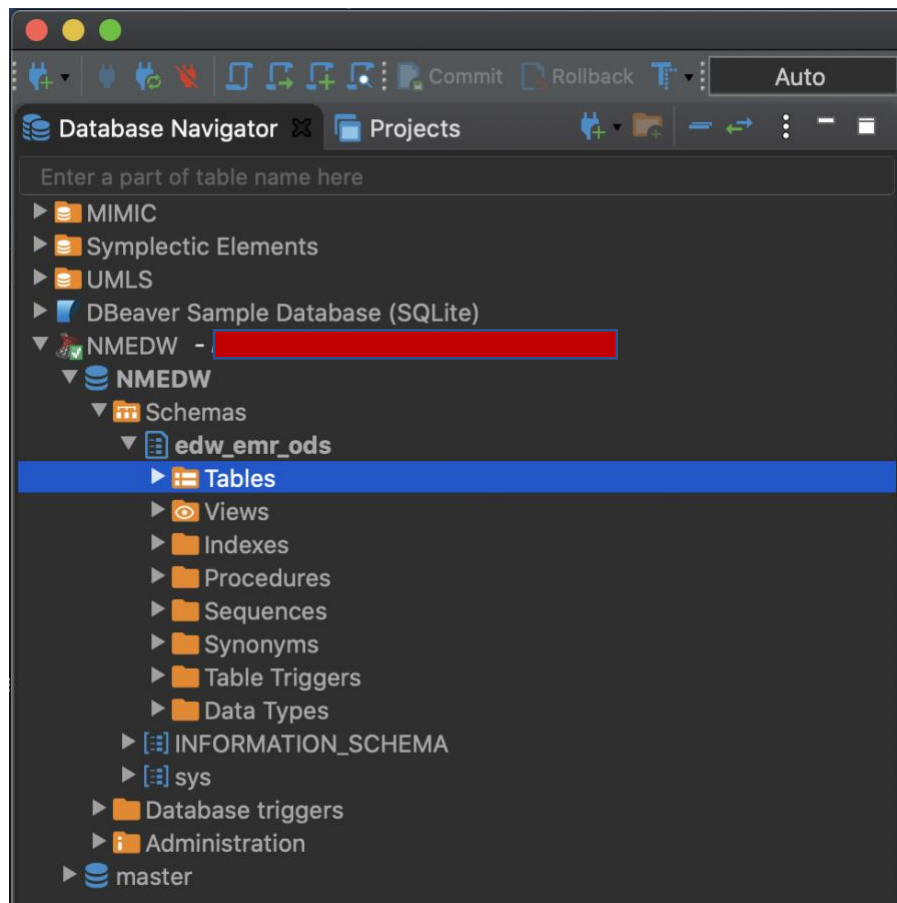 Commit Rollback Auto
Database Navigator Projects
Enter a part of table name here
MIMIC
Symplectic Elements
UMLS
DBeaver Sample Database (SQLite)
NMEDW -
NMEDW
Schemas
edw_emr_ods
Tables
Views
Indexes
Procedures
Sequences
Synonyms
Table Triggers
Data Types
INFORMATION_SCHEMA
sys
Database triggers
Administration
master